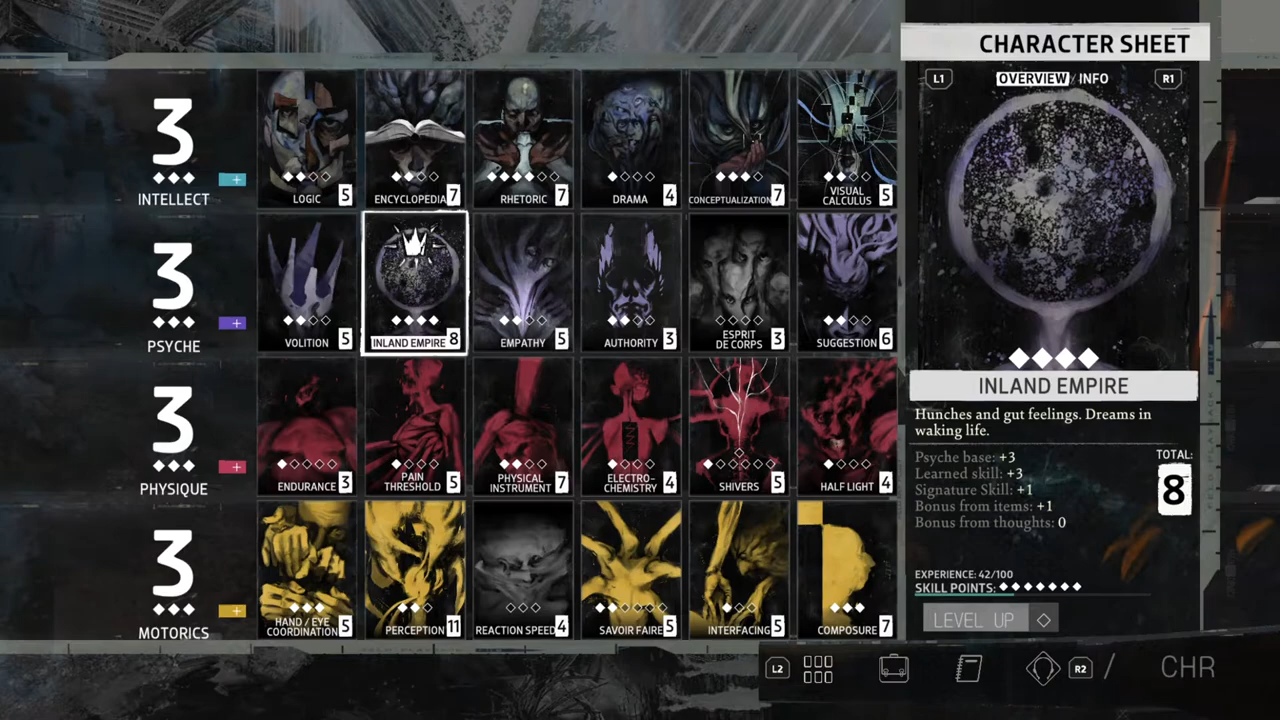 CHARACTER SHEET
L1
OVERVIEW / INFO
R1
3
INTELLECT
+
LOGIC 5
ENCYCLOPEDIA 7
RHETORIC 7
DRAMA 4
CONCEPTUALIZATION 7
VISUAL
CALCULUS 5
3
PSYCHE
+
VOLITION 5
INLAND EMPIRE 8
EMPATHY 5
AUTHORITY 3
ESPRIT
DE CORPS 3
SUGGESTION 6
3
PHYSIQUE
+
ENDURANCE 3
PAIN
THRESHOLD 5
PHYSICAL
INSTRUMENT 7
ELECTRO-
CHEMISTRY 4
SHIVERS 5
HALF LIGHT 4
3
MOTORICS
+
HAND / EYE
COORDINATION 5
PERCEPTION 11
REACTION SPEED 4
SAVOIR FAIRE 5
INTERFACING 5
COMPOSURE 7
INLAND EMPIRE
Hunches and gut feelings. Dreams in
waking life.
Psyche base: +3
Learned skill: +3
Signature Skill: +1
Bonus from items: +1
Bonus from thoughts: 0
TOTAL:
8
EXPERIENCE: 42/100
SKILL POINTS:
LEVEL UP
L2
R2
/ CHR